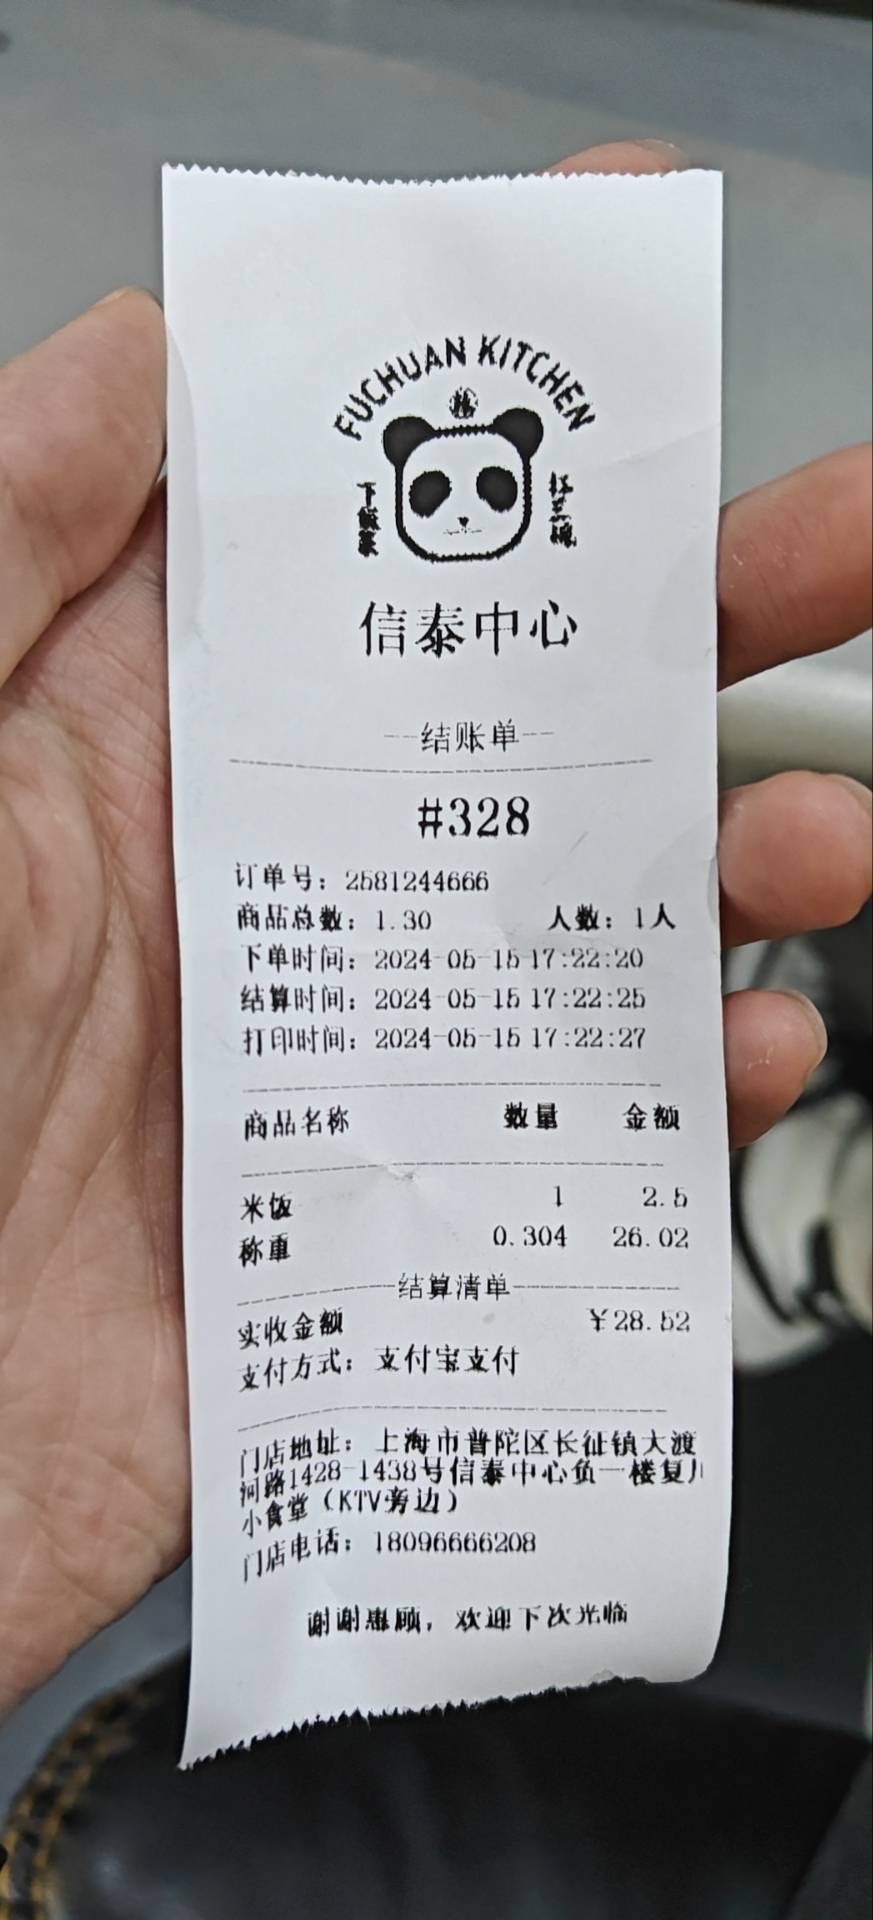 FUCHUAN KITCHEN
下饭菜
扛三碗
信泰中心
--结账单--
#328
订单号：2581244666
商品总数：1.30 人数：1人
下单时间：2024-05-15 17:22:20
结算时间：2024-05-15 17:22:25
打印时间：2024-05-15 17:22:27
商品名称 数量 金额
米饭 1 2.5
称重 0.304 26.02
结算清单
实收金额 ￥28.52
支付方式：支付宝支付
门店地址：上海市普陀区长征镇大渡
河路1428-1438号信泰中心负一楼复川
小食堂（KTV旁边）
门店电话：18096666208
谢谢惠顾，欢迎下次光临